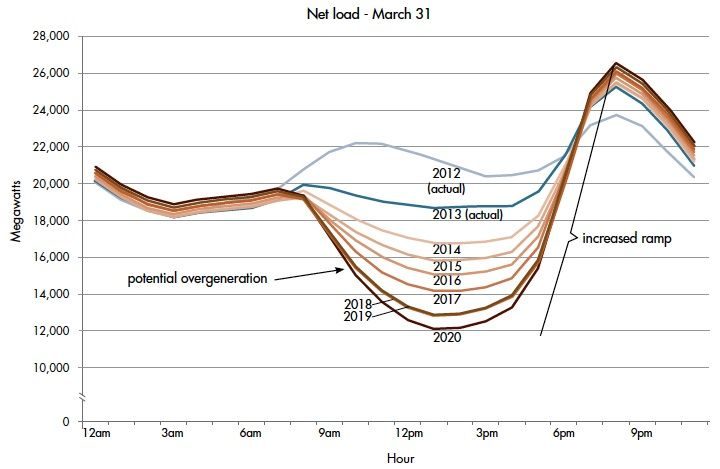 Net load - March 31
28,000
26,000
24,000
22,000
20,000
18,000
16,000
14,000
12,000
10,000
0
Megawatts
2012
(actual)
2013 (actual)
2014
2015
2016
2017
2018
2019
2020
potential overgeneration
increased ramp
12am
3am
6am
9am
12pm
3pm
6pm
9pm
Hour